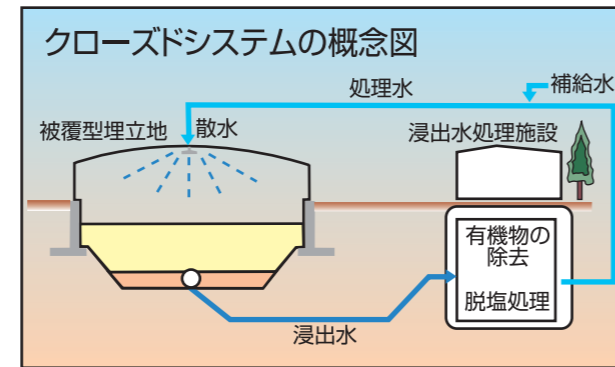 クローズドシステムの概念図
処理水
補給水
被覆型埋立地
散水
浸出水処理施設
有機物の
除去
脱塩処理
浸出水